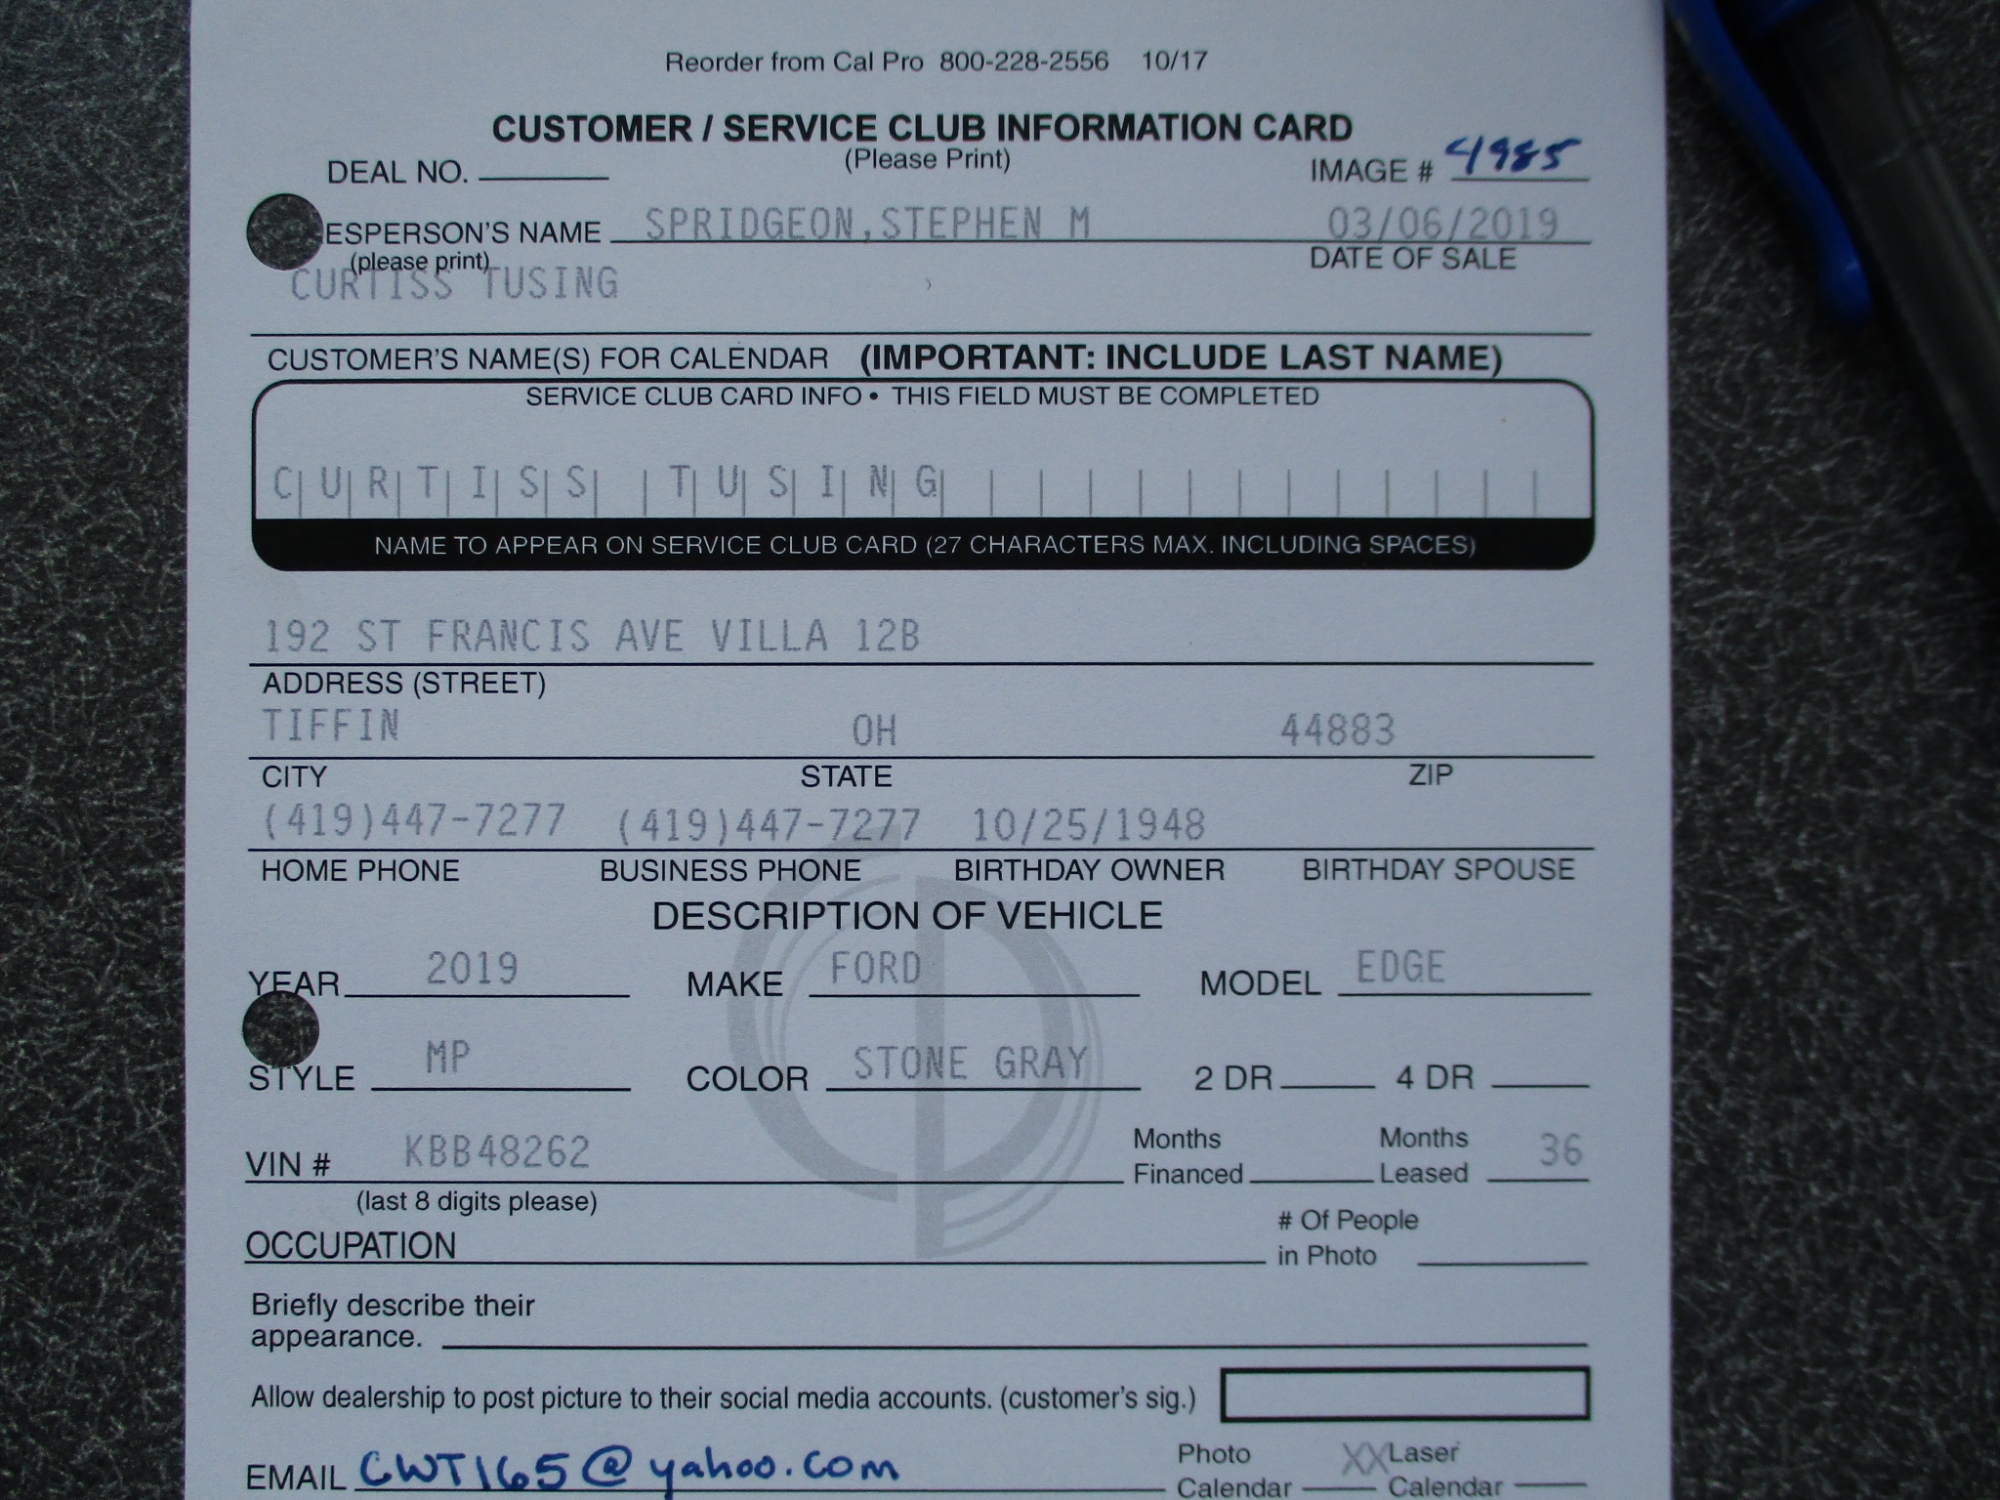 Reorder from Cal Pro 800-228-2556 10/17
CUSTOMER / SERVICE CLUB INFORMATION CARD
(Please Print)
DEAL NO. IMAGE # 4985
ESPERSON'S NAME SPRIDGEON,STEPHEN M 03/06/2019
(please print) DATE OF SALE
CURTISS TUSING
CUSTOMER'S NAME(S) FOR CALENDAR (IMPORTANT: INCLUDE LAST NAME)
SERVICE CLUB CARD INFO • THIS FIELD MUST BE COMPLETED
CURTISS TUSING
NAME TO APPEAR ON SERVICE CLUB CARD (27 CHARACTERS MAX. INCLUDING SPACES)
192 ST FRANCIS AVE VILLA 12B
ADDRESS (STREET)
TIFFIN OH 44883
CITY STATE ZIP
(419)447-7277 (419)447-7277 10/25/1948
HOME PHONE BUSINESS PHONE BIRTHDAY OWNER BIRTHDAY SPOUSE
DESCRIPTION OF VEHICLE
YEAR 2019 MAKE FORD MODEL EDGE
STYLE MP COLOR STONE GRAY 2 DR 4 DR
VIN # KBB48262 Months Financed Months Leased 36
(last 8 digits please)
OCCUPATION # Of People in Photo
Briefly describe their
appearance.
Allow dealership to post picture to their social media accounts. (customer's sig.)
EMAIL CWT165@yahoo.com Photo Calendar XX Laser Calendar